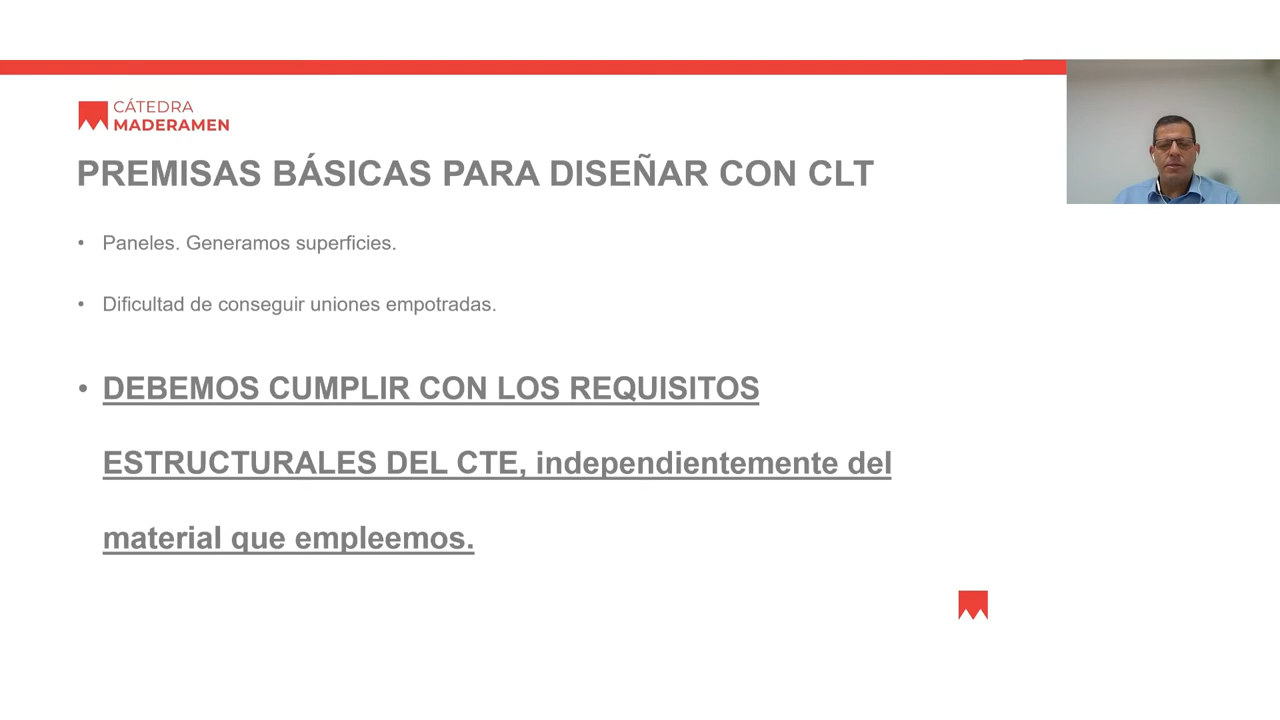 CÁTEDRA
MADERAMEN
PREMISAS BÁSICAS PARA DISEÑAR CON CLT
• Paneles. Generamos superficies.
• Dificultad de conseguir uniones empotradas.
• DEBEMOS CUMPLIR CON LOS REQUISITOS
ESTRUCTURALES DEL CTE, independientemente del
material que empleemos.